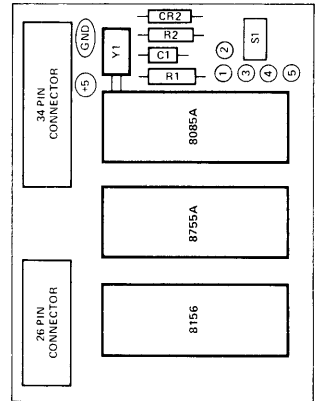 CR2
R2
C1
R1
Y1
S1
GND
+5
2
1
3
4
5
34 PIN
CONNECTOR
8085A
8755A
26 PIN
CONNECTOR
8156